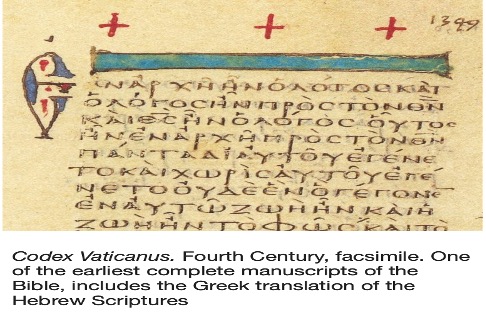 1349
ΕΝΑΡΧΗΗΝΟΛΟΓΟϹΚΑΙ
ΟΛΟΓΟϹΗΝΠΡΟϹΤΟΝΘΝ
ΚΑΙΘϹΗΝΟΛΟΓΟϹΟΥΤΟϹ
ΗΝΕΝΑΡΧΗΠΡΟϹΤΟΝΘΝ
ΠΑΝΤΑΔΙΑΥΤΟΥΕΓΕΝΕ
ΤΟΚΑΙΧΩΡΙϹΑΥΤΟΥΕΓΕ
ΝΕΤΟΟΥΔΕΕΝΟΓΕΓΟΝΕ
ΕΝΑΥΤΩΖΩΗΗΝΚΑΙΗ
ΖΩΗΗΝΤΟΦΩϹΚΑΙΤΟ
Codex Vaticanus. Fourth Century, facsimile. One
of the earliest complete manuscripts of the
Bible, includes the Greek translation of the
Hebrew Scriptures